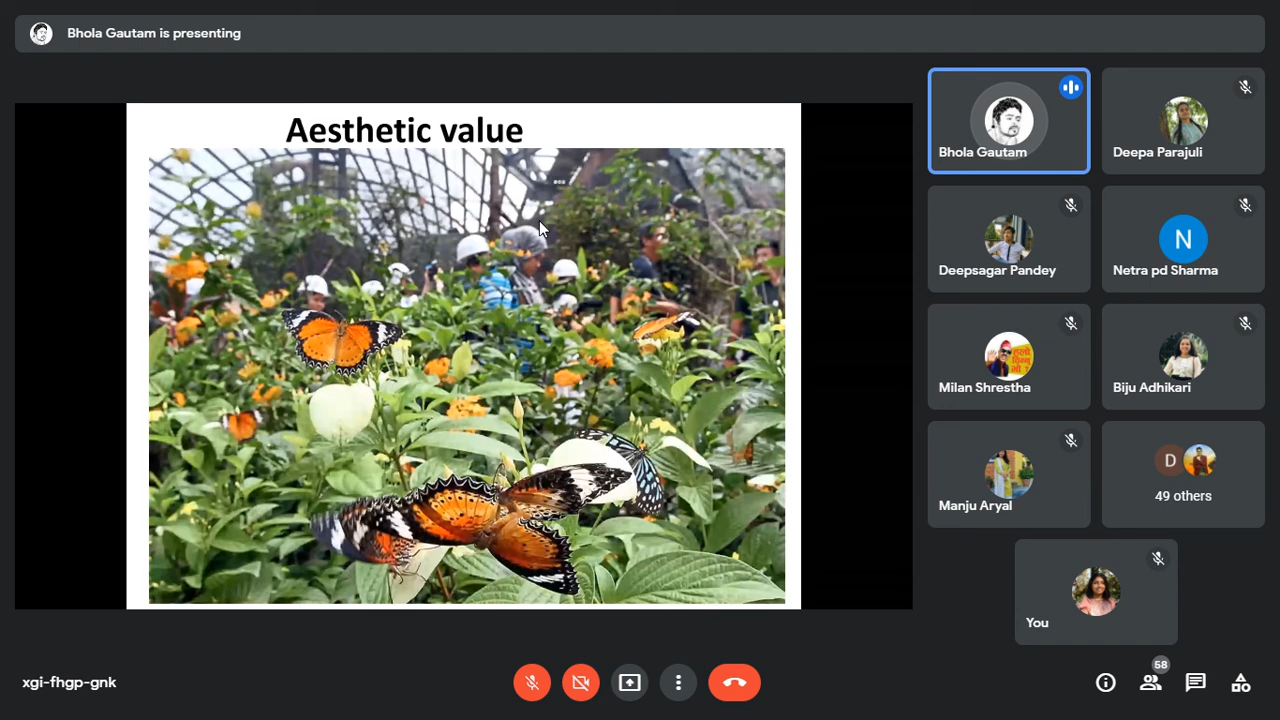 Bhola Gautam is presenting
Aesthetic value
Bhola Gautam
Deepa Parajuli
Deepsagar Pandey
N
Netra pd Sharma
Milan Shrestha
Biju Adhikari
Manju Aryal
D
49 others
You
xgi-fhgp-gnk
58